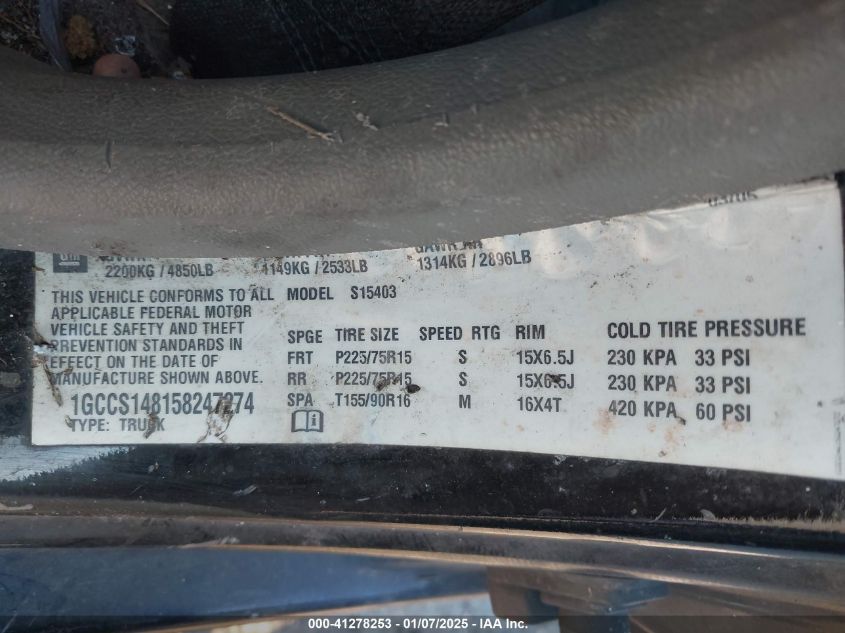 GM
2200KG / 4850LB 1149KG / 2533LB 1314KG / 2896LB
THIS VEHICLE CONFORMS TO ALL
APPLICABLE FEDERAL MOTOR
VEHICLE SAFETY AND THEFT
PREVENTION STANDARDS IN
EFFECT ON THE DATE OF
MANUFACTURE SHOWN ABOVE.
1GCCS148158247274
TYPE: TRUCK
MODEL S15403
SPGE TIRE SIZE SPEED RTG RIM COLD TIRE PRESSURE
FRT P225/75R15 S 15X6.5J 230 KPA 33 PSI
RR P225/75R15 S 15X6.5J 230 KPA 33 PSI
SPA T155/90R16 M 16X4T 420 KPA 60 PSI
000-41278253 - 01/07/2025 - IAA Inc.